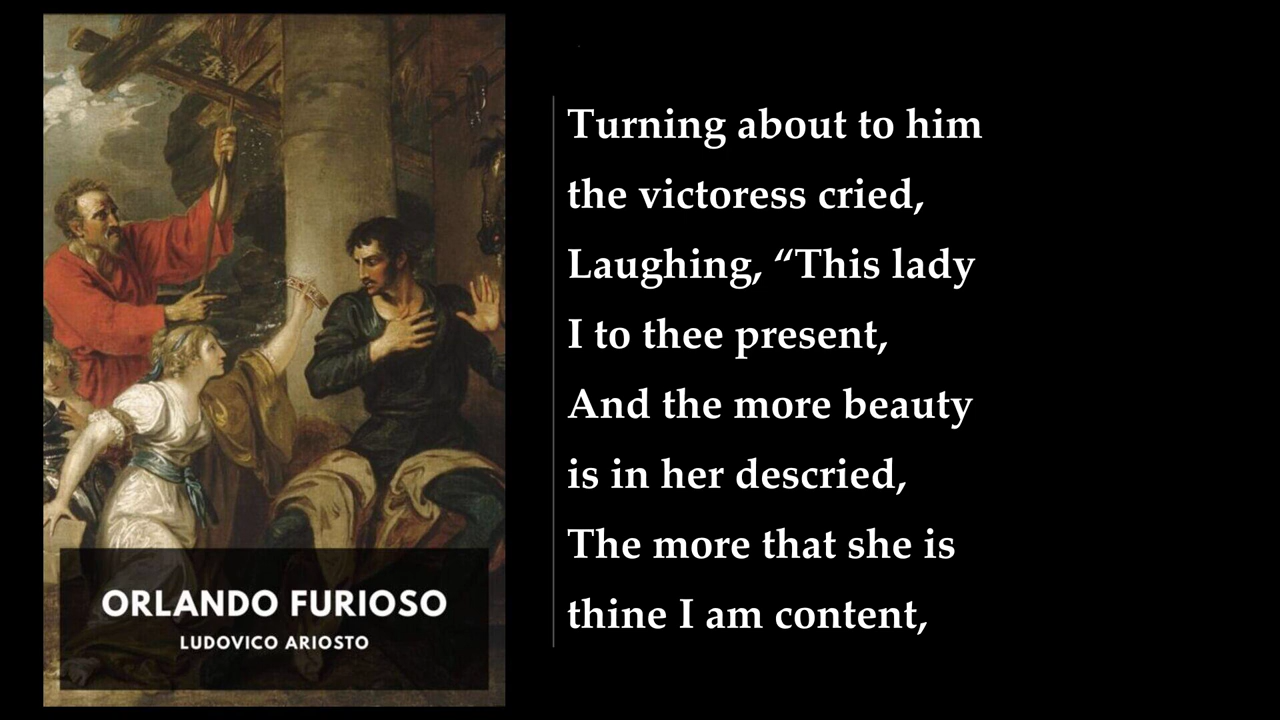 ORLANDO FURIOSO
LUDOVICO ARIOSTO
Turning about to him
the victoress cried,
Laughing, “This lady
I to thee present,
And the more beauty
is in her descried,
The more that she is
thine I am content,